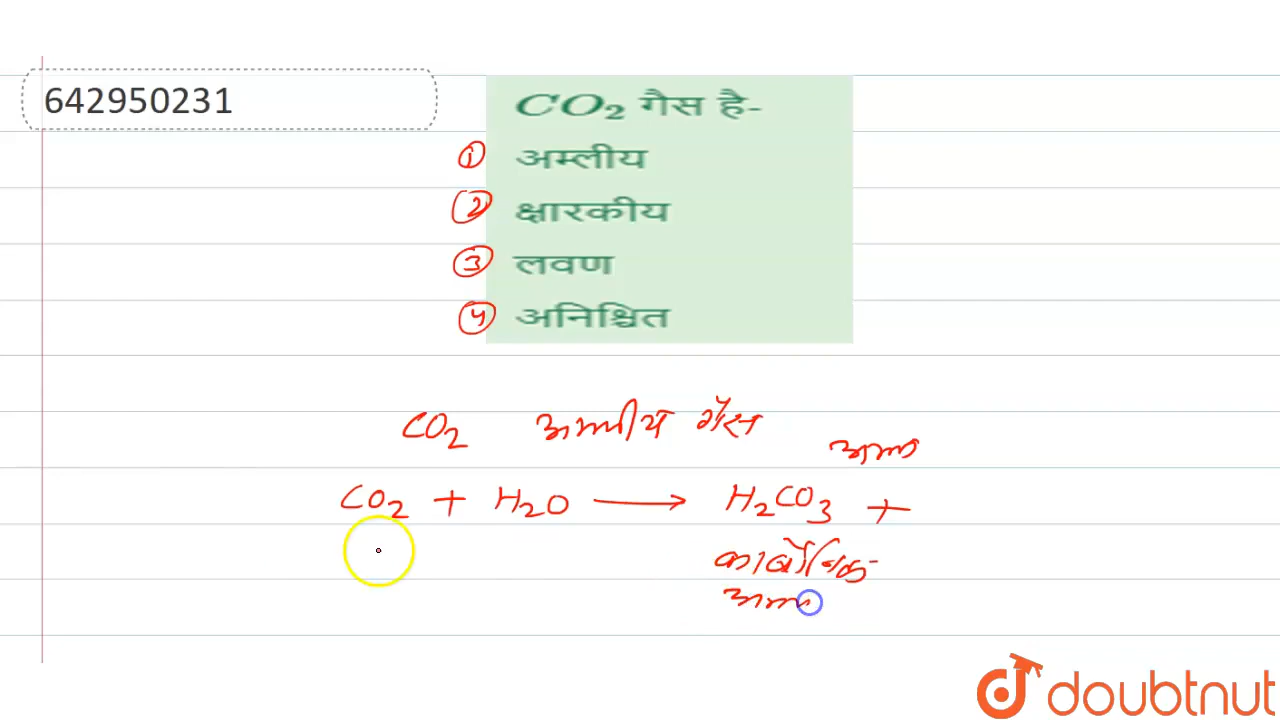 642950231
CO₂ गैस है-
① अम्लीय
② क्षारकीय
③ लवण
④ अनिश्चित
CO₂ अम्लीय गैस
अम्ल
CO₂ + H₂O ⟶ H₂CO₃ +
कार्बोनिक
अम्ल
doubtnut